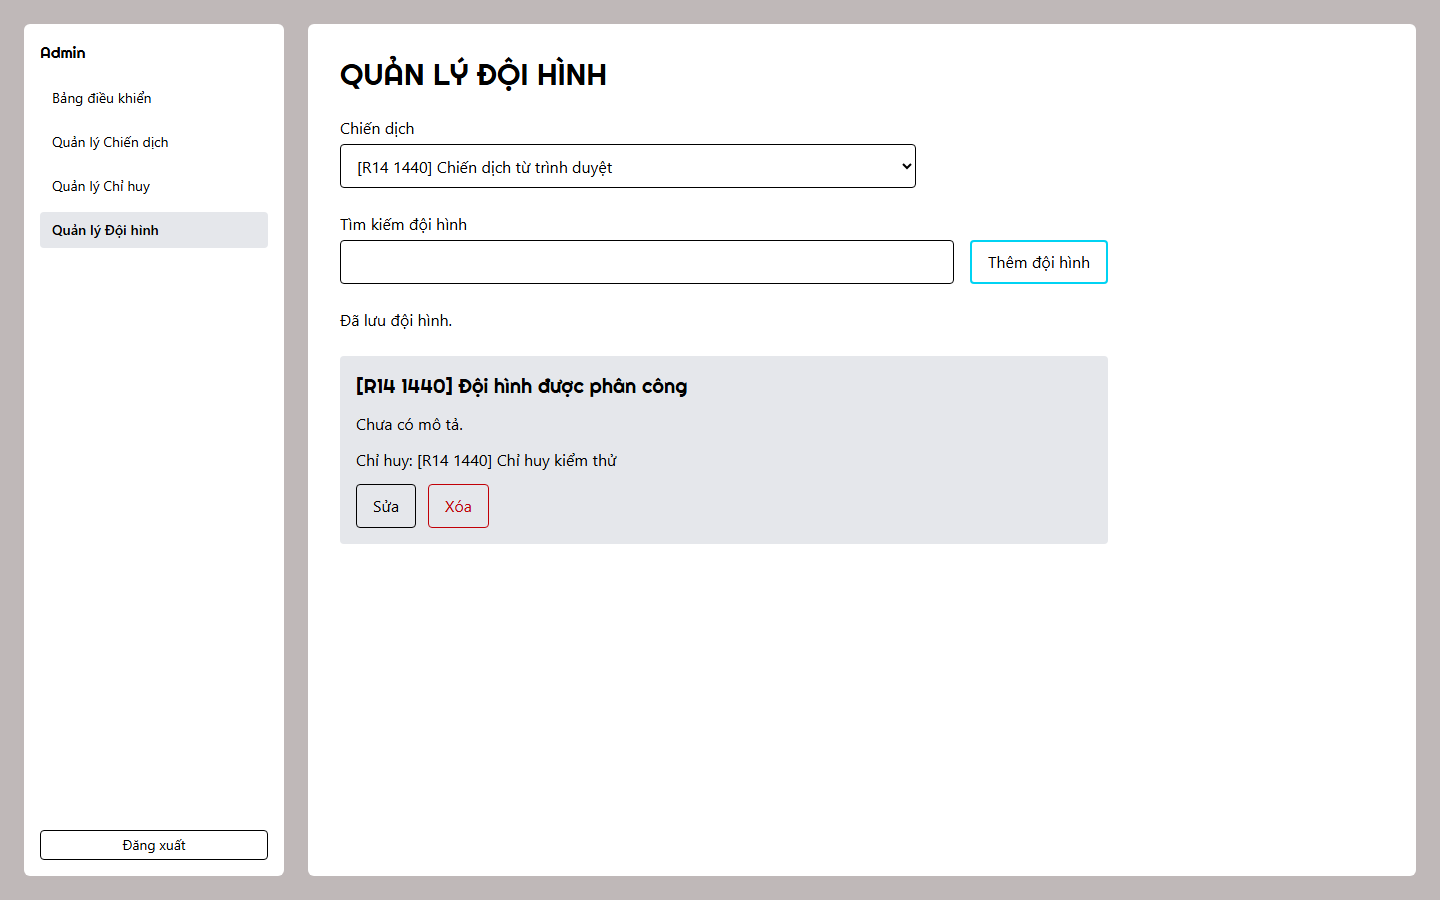 Admin
Bảng điều khiển
Quản lý Chiến dịch
Quản lý Chỉ huy
Quản lý Đội hình
Đăng xuất
QUẢN LÝ ĐỘI HÌNH
Chiến dịch
[R14 1440] Chiến dịch từ trình duyệt
Tìm kiếm đội hình
Thêm đội hình
Đã lưu đội hình.
[R14 1440] Đội hình được phân công
Chưa có mô tả.
Chỉ huy: [R14 1440] Chỉ huy kiểm thử
Sửa
Xóa